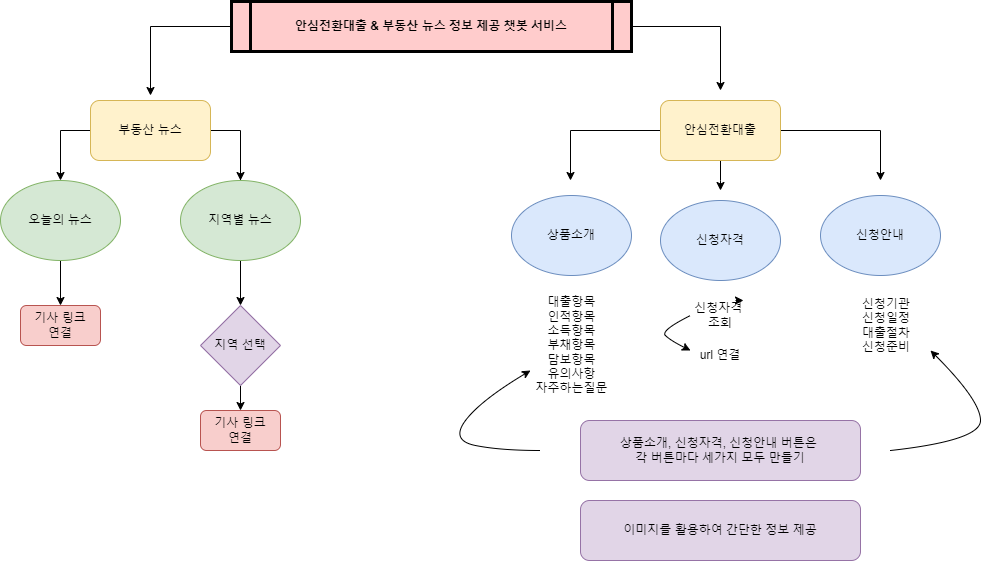 안심전환대출 & 부동산 뉴스 정보 제공 챗봇 서비스
부동산 뉴스
안심전환대출
오늘의 뉴스
지역별 뉴스
상품소개
신청자격
신청안내
기사 링크
연결
지역 선택
기사 링크
연결
대출항목
인적항목
소득항목
부채항목
담보항목
유의사항
자주하는질문
신청자격
조회
url 연결
신청기관
신청일정
대출절차
신청준비
상품소개, 신청자격, 신청안내 버튼은
각 버튼마다 세가지 모두 만들기
이미지를 활용하여 간단한 정보 제공